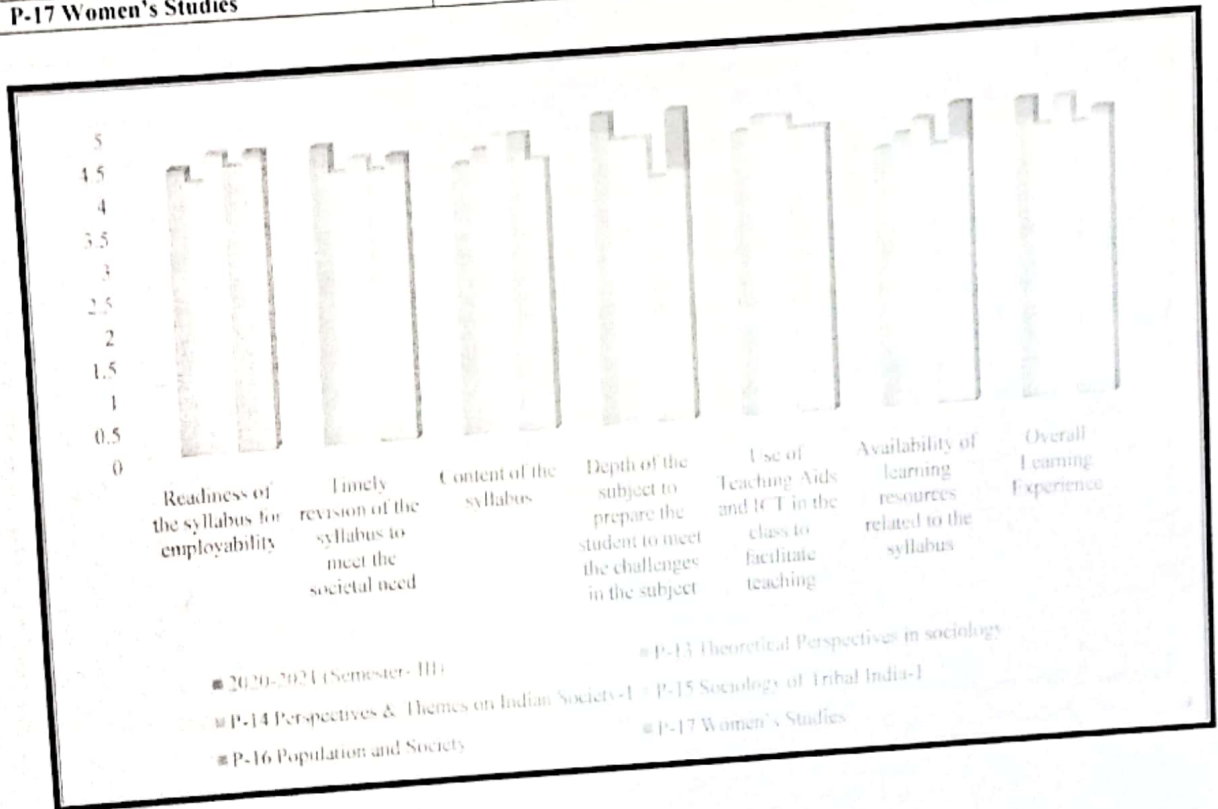 P-17 Women's Studies
5
4.5
4
3.5
3
2.5
2
1.5
1
0.5
0
Readiness of
the syllabus for
employability
Timely
revision of the
syllabus to
meet the
societal need
Content of the
syllabus
Depth of the
subject to
prepare the
student to meet
the challenges
in the subject
Use of
Teaching Aids
and ICT in the
class to
facilitate
teaching
Availability of
learning
resources
related to the
syllabus
Overall
Learning
Experience
2020-2021 (Semester- III)
P-13 Theoretical Perspectives in sociology
P-14 Perspectives & Themes on Indian Society-1
P-15 Sociology of Tribal India-1
P-16 Population and Society
P-17 Women's Studies